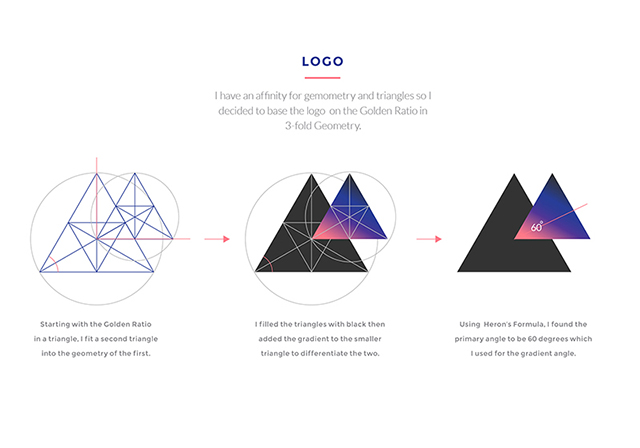 LOGO
I have an affinity for gemometry and triangles so I
decided to base the logo on the Golden Ratio in
3-fold Geometry.
60°
Starting with the Golden Ratio
in a triangle, I fit a second triangle
into the geometry of the first.
I filled the triangles with black then
added the gradient to the smaller
triangle to differentiate the two.
Using Heron's Formula, I found the
primary angle to be 60 degrees which
I used for the gradient angle.